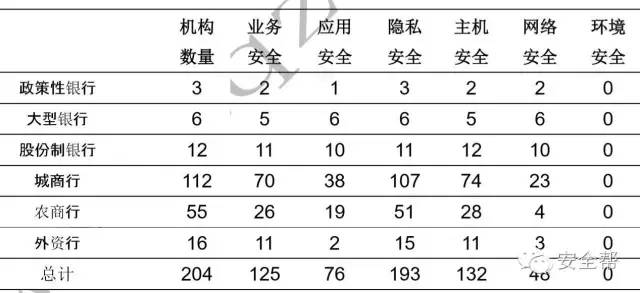 机构 业务 应用 隐私 主机 网络 环境
数量 安全 安全 安全 安全 安全 安全
政策性银行 3 2 1 3 2 2 0
大型银行 6 5 6 6 5 6 0
股份制银行 12 11 10 11 12 10 0
城商行 112 70 38 107 74 23 0
农商行 55 26 19 51 28 4 0
外资行 16 11 2 15 11 3 0
总计 204 125 76 193 132 48 0
安全帮